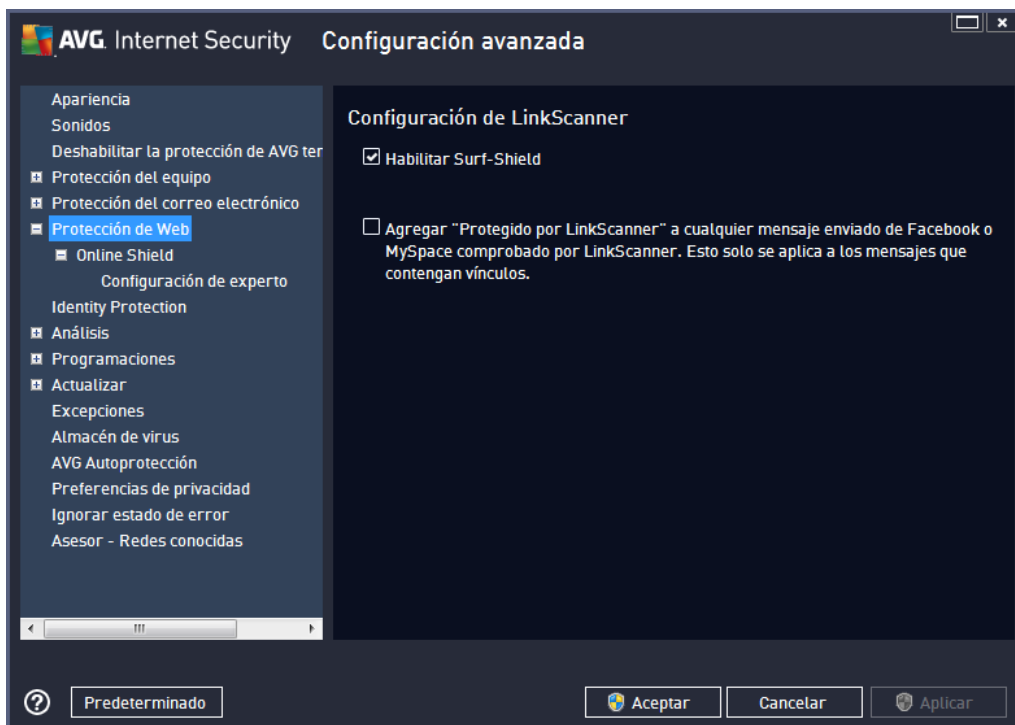 AVG. Internet Security
Configuración avanzada
Apariencia
Sonidos
Deshabilitar la protección de AVG ter
Protección del equipo
Protección del correo electrónico
Protección de Web
Online Shield
Configuración de experto
Identity Protection
Análisis
Programaciones
Actualizar
Excepciones
Almacén de virus
AVG Autoprotección
Preferencias de privacidad
Ignorar estado de error
Asesor - Redes conocidas
Configuración de LinkScanner
Habilitar Surf-Shield
Agregar "Protegido por LinkScanner" a cualquier mensaje enviado de Facebook o
MySpace comprobado por LinkScanner. Esto solo se aplica a los mensajes que
contengan vínculos.
Predeterminado
Aceptar
Cancelar
Aplicar